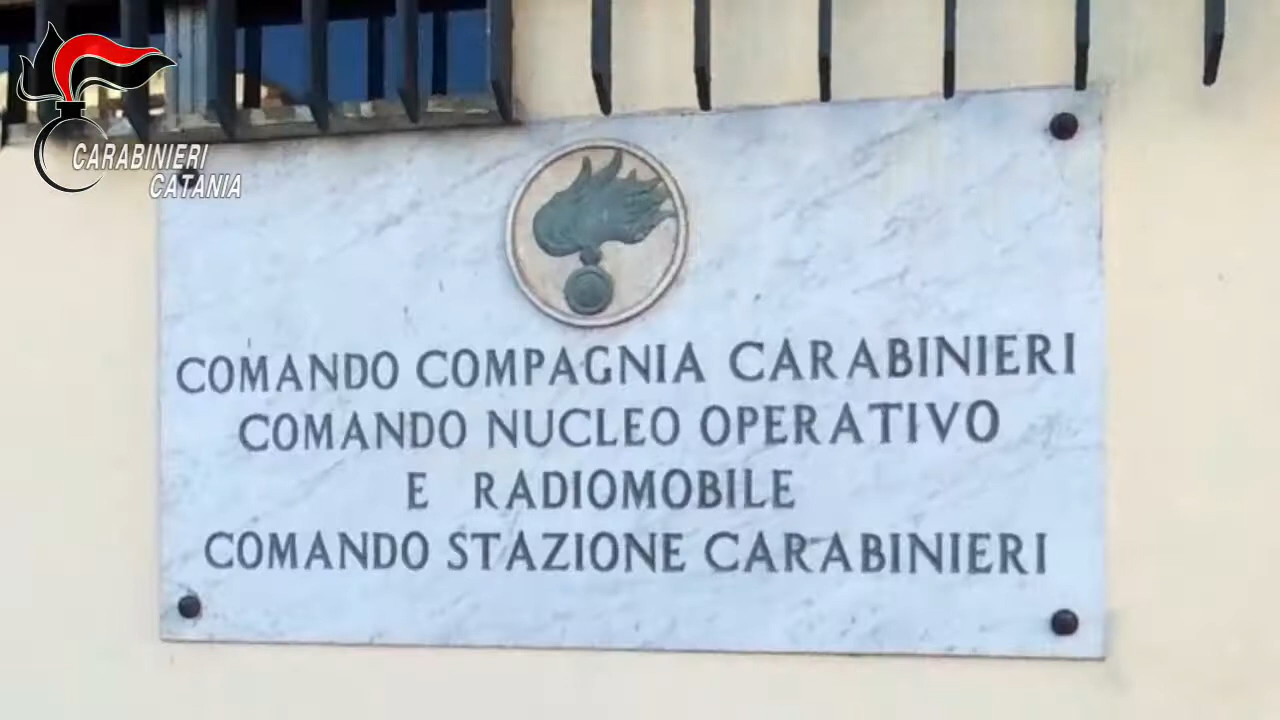 CARABINIERI
CATANIA
COMANDO COMPAGNIA CARABINIERI
COMANDO NUCLEO OPERATIVO
E RADIOMOBILE
COMANDO STAZIONE CARABINIERI